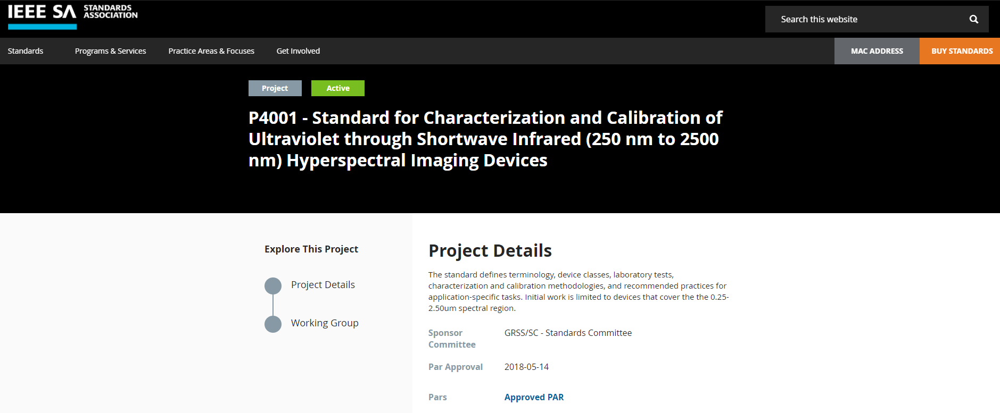 IEEE SA STANDARDS
ASSOCIATION
Search this website
Standards
Programs & Services
Practice Areas & Focuses
Get Involved
MAC ADDRESS
BUY STANDARDS
Project
Active
P4001 - Standard for Characterization and Calibration of
Ultraviolet through Shortwave Infrared (250 nm to 2500
nm) Hyperspectral Imaging Devices
Explore This Project
Project Details
Working Group
Project Details
The standard defines terminology, device classes, laboratory tests,
characterization and calibration methodologies, and recommended practices for
application-specific tasks. Initial work is limited to devices that cover the the 0.25-
2.50um spectral region.
Sponsor
Committee
GRSS/SC - Standards Committee
Par Approval
2018-05-14
Pars
Approved PAR